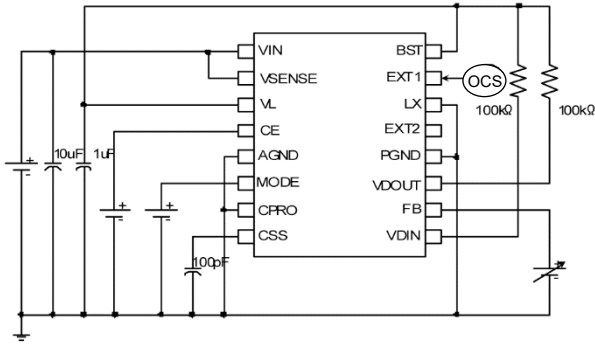 VIN BST
VSENSE EXT1 OCS
VL LX 100kΩ 100kΩ
CE EXT2
10uF 1uF AGND PGND
MODE VDOUT
CPRO FB
CSS VDIN
100pF